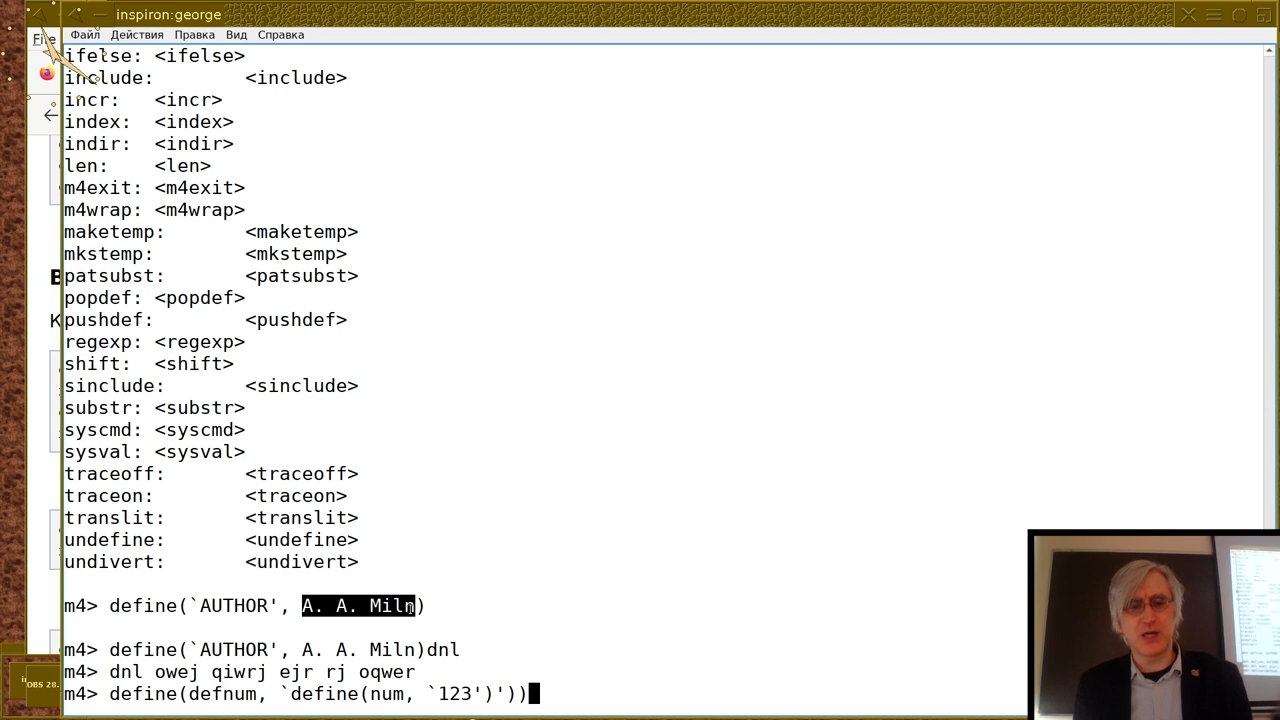 inspiron:george
Файл Действия Правка Вид Справка
ifelse: <ifelse>
include: <include>
incr: <incr>
index: <index>
indir: <indir>
len: <len>
m4exit: <m4exit>
m4wrap: <m4wrap>
maketemp: <maketemp>
mkstemp: <mkstemp>
patsubst: <patsubst>
popdef: <popdef>
pushdef: <pushdef>
regexp: <regexp>
shift: <shift>
sinclude: <sinclude>
substr: <substr>
syscmd: <syscmd>
sysval: <sysval>
traceoff: <traceoff>
traceon: <traceon>
translit: <translit>
undefine: <undefine>
undivert: <undivert>
m4> define(`AUTHOR', A. A. Miln)
m4> define(`AUTHOR', A. A. Miln)dnl
m4> dnl owej qiwrj ejr rj oqwer
m4> define(defnum, `define(num, `123')'))
OBS 28.